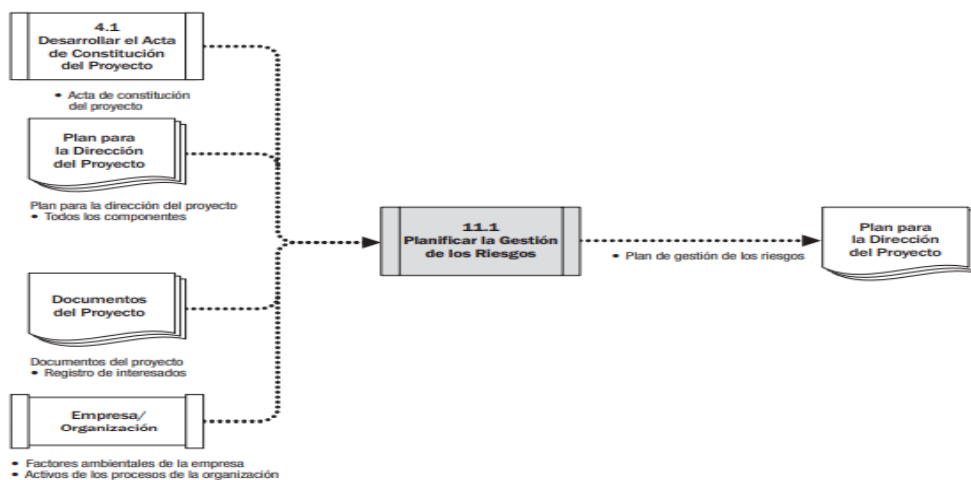 4.1
Desarrollar el Acta
de Constitución
del Proyecto
• Acta de constitución
del proyecto
Plan para
la Dirección
del Proyecto
Plan para la dirección del proyecto
• Todos los componentes
Documentos
del Proyecto
Documentos del proyecto
• Registro de interesados
Empresa/
Organización
• Factores ambientales de la empresa
• Activos de los procesos de la organización
11.1
Planificar la Gestión
de los Riesgos
• Plan de gestión de los riesgos
Plan para
la Dirección
del Proyecto